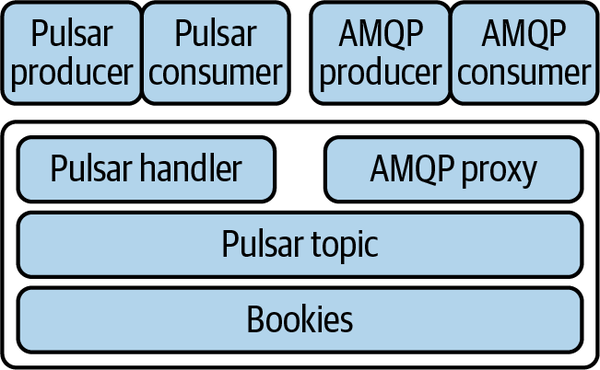 Pulsar
producer
Pulsar
consumer
AMQP
producer
AMQP
consumer
Pulsar handler
AMQP proxy
Pulsar topic
Bookies